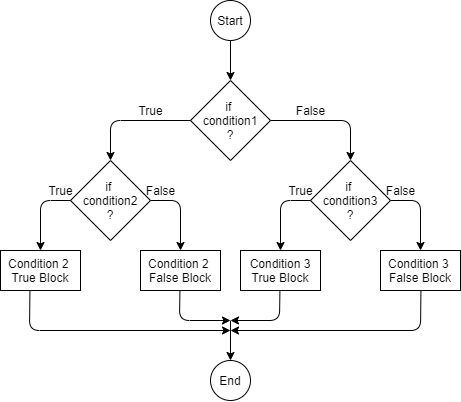 Start
if
condition1
?
True
False
if
condition2
?
True
False
if
condition3
?
True
False
Condition 2
True Block
Condition 2
False Block
Condition 3
True Block
Condition 3
False Block
End